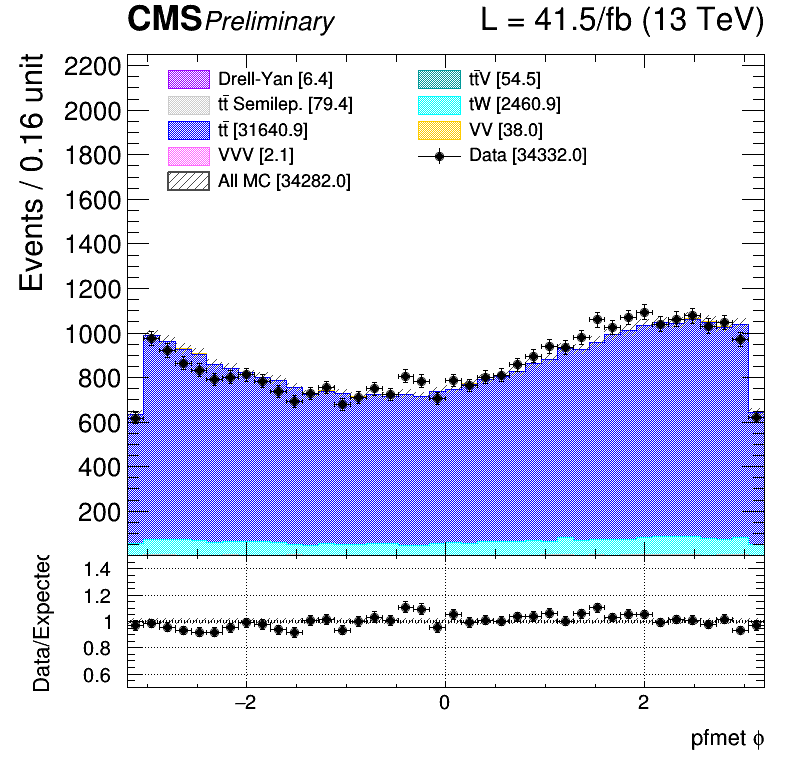 CMS Preliminary L = 41.5/fb (13 TeV)
Events / 0.16 unit
2200
2000
1800
1600
1400
1200
1000
800
600
400
200
Drell-Yan [6.4]
tt̄ Semilep. [79.4]
tt̄ [31640.9]
VVV [2.1]
All MC [34282.0]
tt̄V [54.5]
tW [2460.9]
VV [38.0]
Data [34332.0]
Data/Expected
1.4
1.2
1
0.8
0.6
−2 0 2
pfmet ϕ